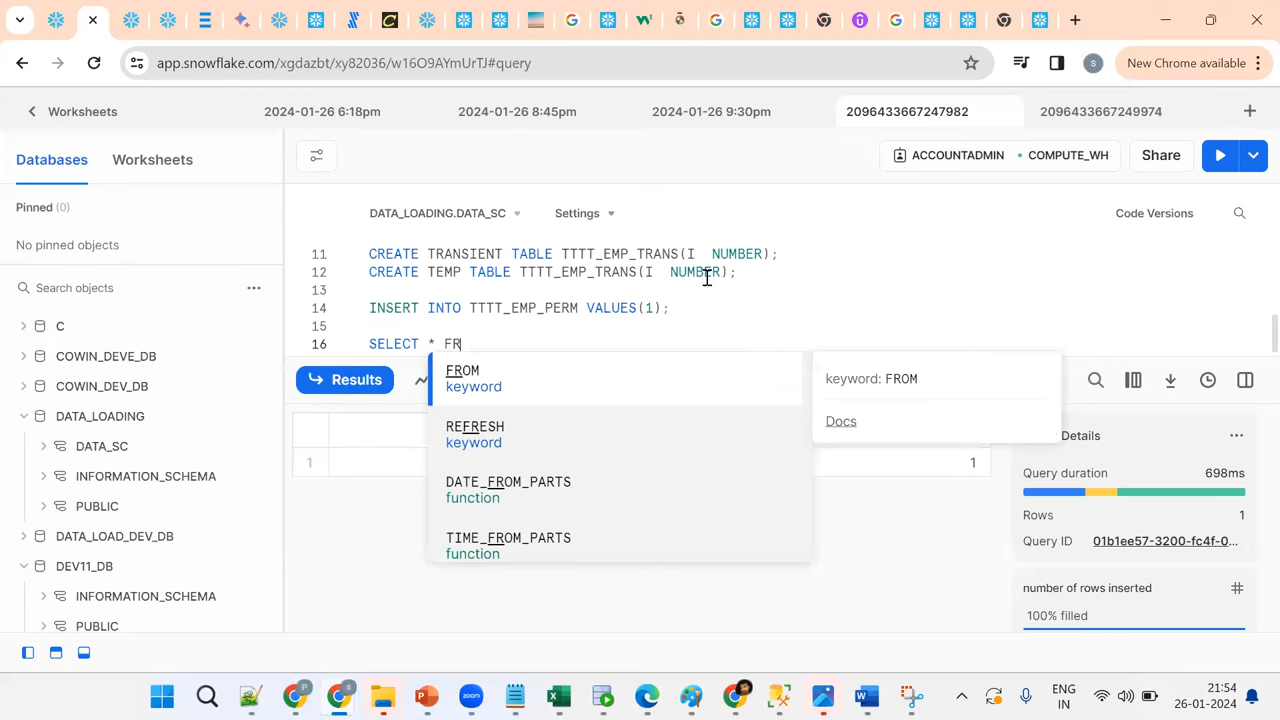 app.snowflake.com/xgdazbt/xy82036/w16O9AYmUrTJ#query
New Chrome available
Worksheets
2024-01-26 6:18pm
2024-01-26 8:45pm
2024-01-26 9:30pm
2096433667247982
2096433667249974
Databases
Worksheets
ACCOUNTADMIN
COMPUTE_WH
Share
Pinned (0)
No pinned objects
DATA_LOADING.DATA_SC
Settings
Code Versions
Search objects
C
COWIN_DEVE_DB
COWIN_DEV_DB
DATA_LOADING
DATA_SC
INFORMATION_SCHEMA
PUBLIC
DATA_LOAD_DEV_DB
DEV11_DB
INFORMATION_SCHEMA
PUBLIC
11 CREATE TRANSIENT TABLE TTTT_EMP_TRANS(I NUMBER);
12 CREATE TEMP TABLE TTTT_EMP_TRANS(I NUMBER);
13
14 INSERT INTO TTTT_EMP_PERM VALUES(1);
15
16 SELECT * FR
Results
FROM
keyword
REFRESH
keyword
DATE_FROM_PARTS
function
TIME_FROM_PARTS
function
keyword: FROM
Docs
1
1
Details
Query duration 698ms
Rows 1
Query ID 01b1ee57-3200-fc4f-0...
number of rows inserted
100% filled
ENG
IN
21:54
26-01-2024